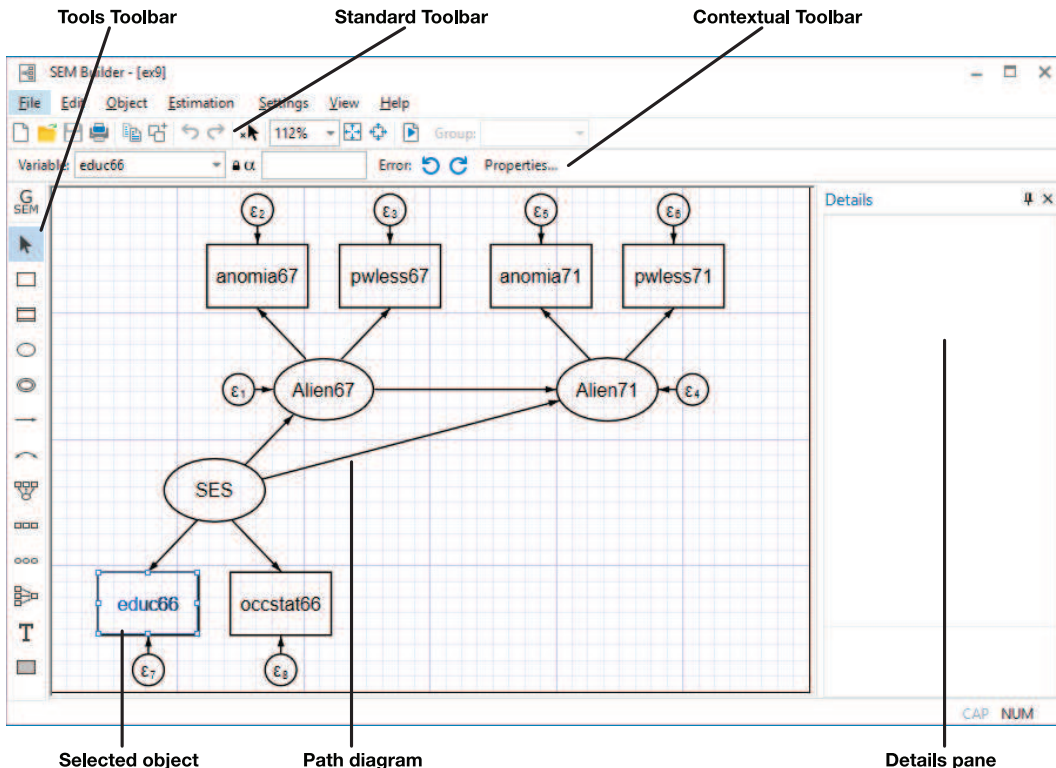 Tools Toolbar Standard Toolbar Contextual Toolbar
SEM Builder - [ex9]
File Edit Object Estimation Settings View Help
112% Group:
Variable: educ66 α Error: Properties...
G
SEM
Details
ε2 ε3 ε5 ε6
anomia67 pwless67 anomia71 pwless71
ε1 Alien67 Alien71 ε4
SES
educ66 occstat66
T
ε7 ε8
CAP NUM
Selected object Path diagram Details pane